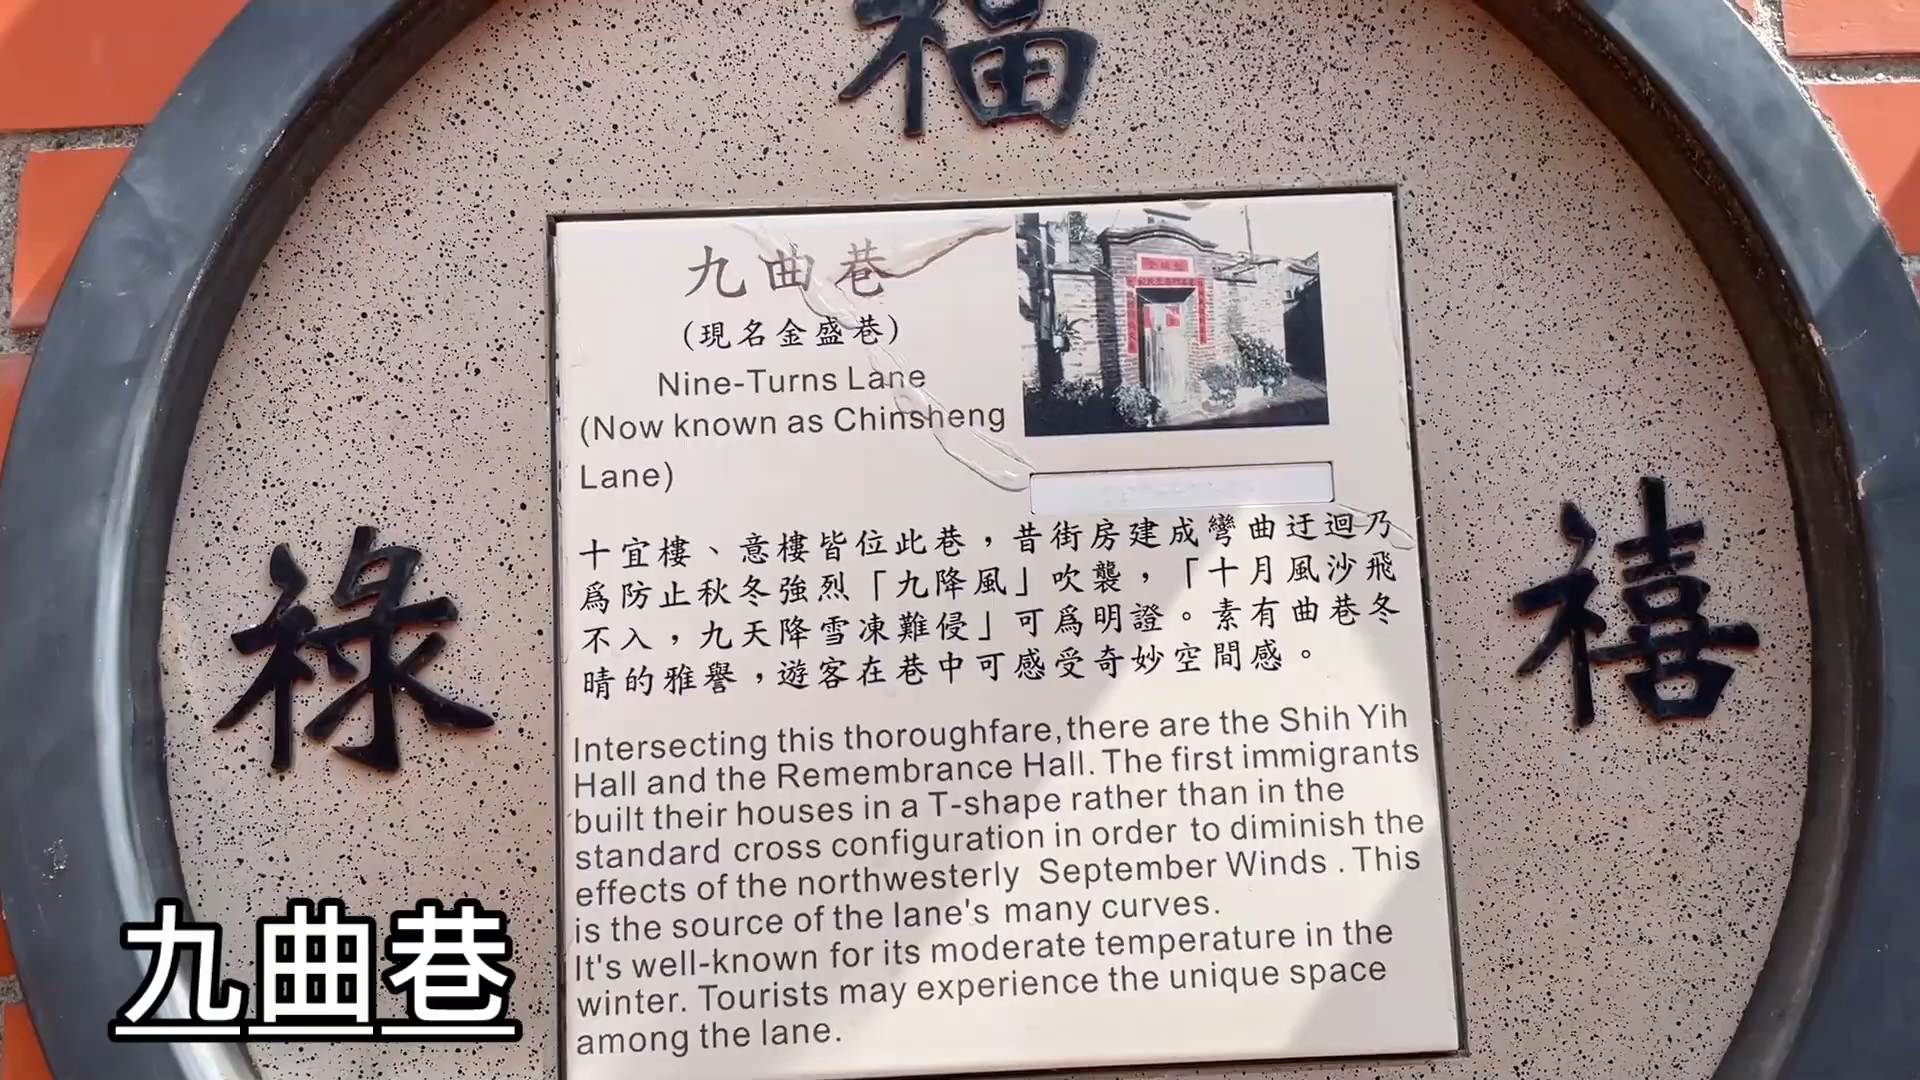 福
九曲巷
(現名金盛巷)
Nine-Turns Lane
(Now known as Chinsheng
Lane)
十宜樓、意樓皆位此巷，昔街房建成彎曲迂迴乃
爲防止秋冬強烈「九降風」吹襲，「十月風沙飛
不入，九天降雪凍難侵」可爲明證。素有曲巷冬
晴的雅譽，遊客在巷中可感受奇妙空間感。
祿
禧
Intersecting this thoroughfare,there are the Shih Yih
Hall and the Remembrance Hall. The first immigrants
built their houses in a T-shape rather than in the
standard cross configuration in order to diminish the
effects of the northwesterly September Winds . This
is the source of the lane's many curves.
It's well-known for its moderate temperature in the
winter. Tourists may experience the unique space
among the lane.
九曲巷